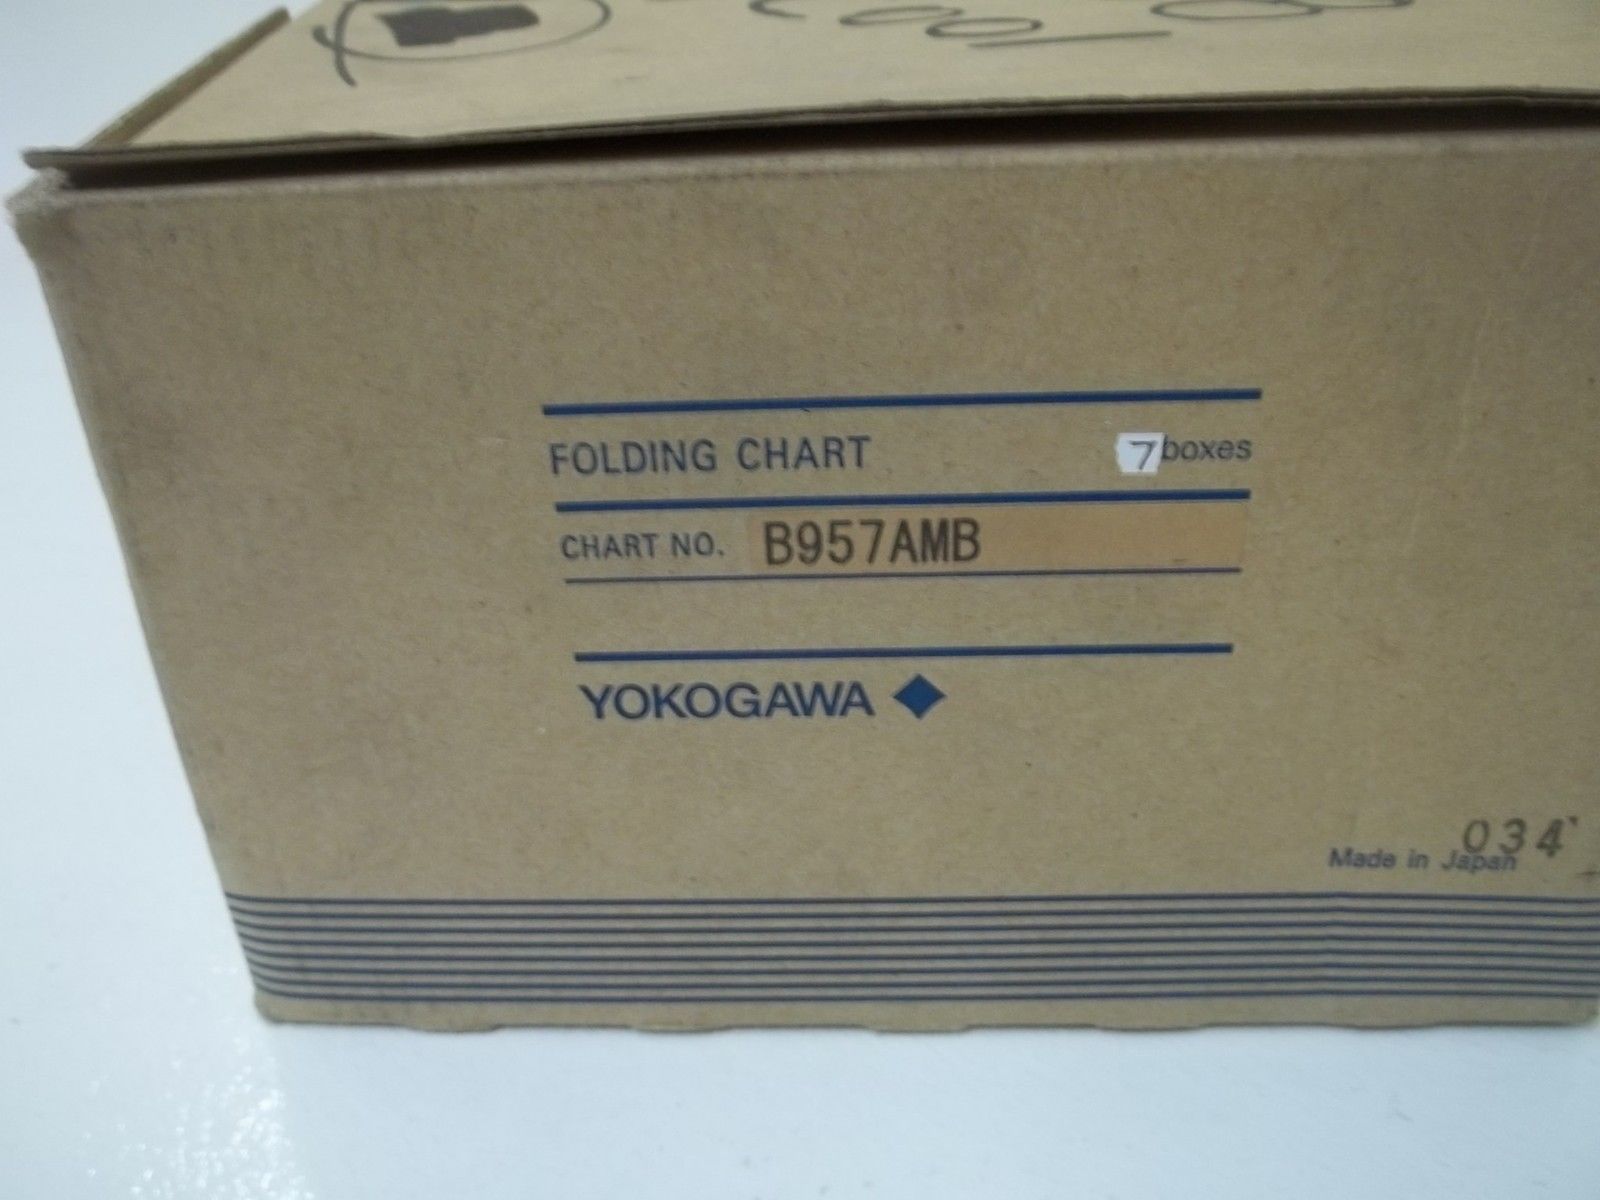 FOLDING CHART 7 boxes
CHART NO. B957AMB
YOKOGAWA
034
Made in Japan